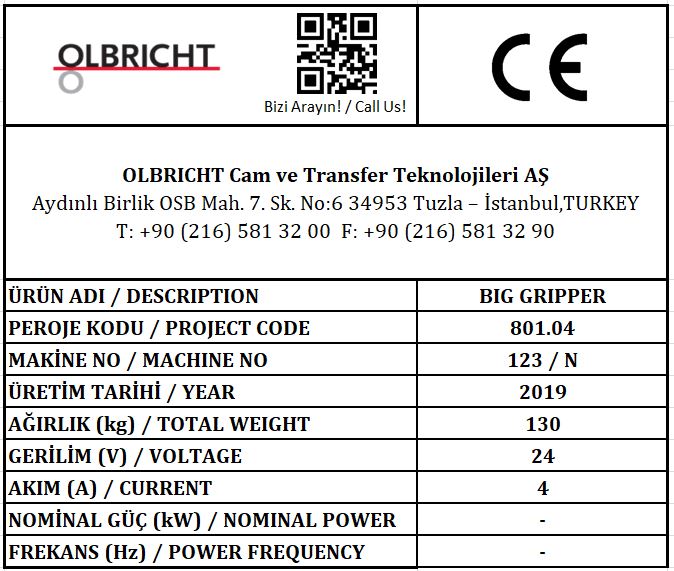 OLBRICHT
Bizi Arayın! / Call Us!
CE
OLBRICHT Cam ve Transfer Teknolojileri AŞ
Aydınlı Birlik OSB Mah. 7. Sk. No:6 34953 Tuzla – İstanbul,TURKEY
T: +90 (216) 581 32 00  F: +90 (216) 581 32 90
ÜRÜN ADI / DESCRIPTION BIG GRIPPER
PEROJE KODU / PROJECT CODE 801.04
MAKİNE NO / MACHINE NO 123 / N
ÜRETİM TARİHİ / YEAR 2019
AĞIRLIK (kg) / TOTAL WEIGHT 130
GERİLİM (V) / VOLTAGE 24
AKIM (A) / CURRENT 4
NOMİNAL GÜÇ (kW) / NOMINAL POWER -
FREKANS (Hz) / POWER FREQUENCY -